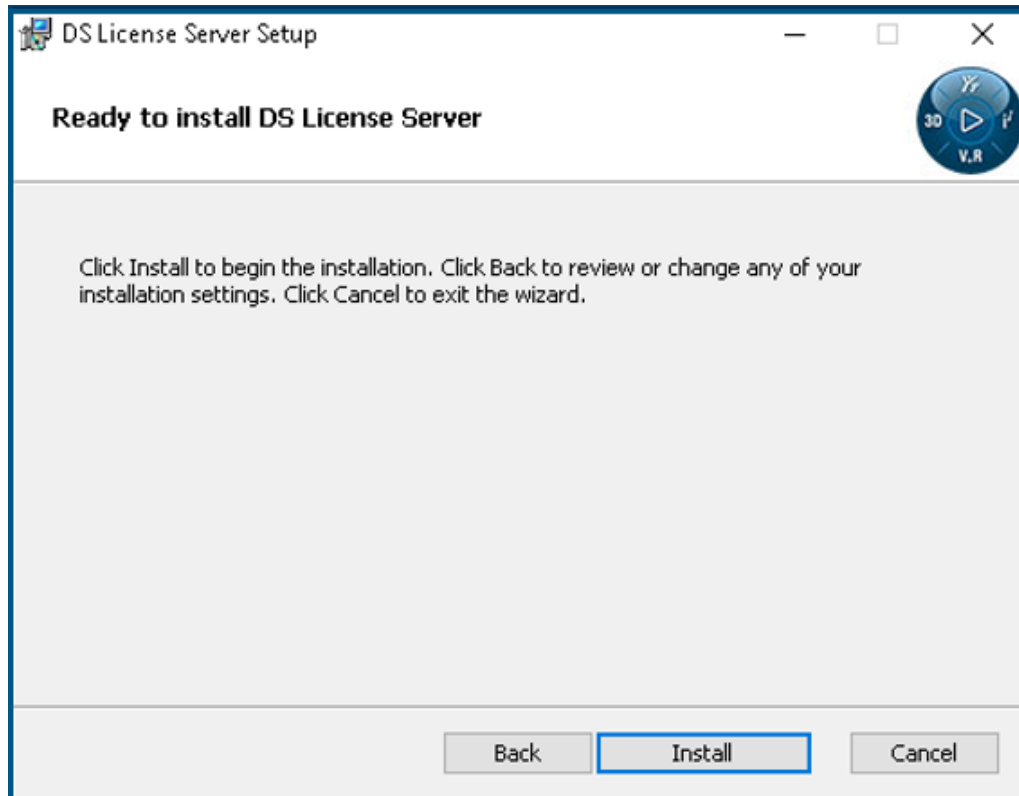 DS License Server Setup
Ready to install DS License Server
3D
V.R
Click Install to begin the installation. Click Back to review or change any of your
installation settings. Click Cancel to exit the wizard.
Back Install Cancel